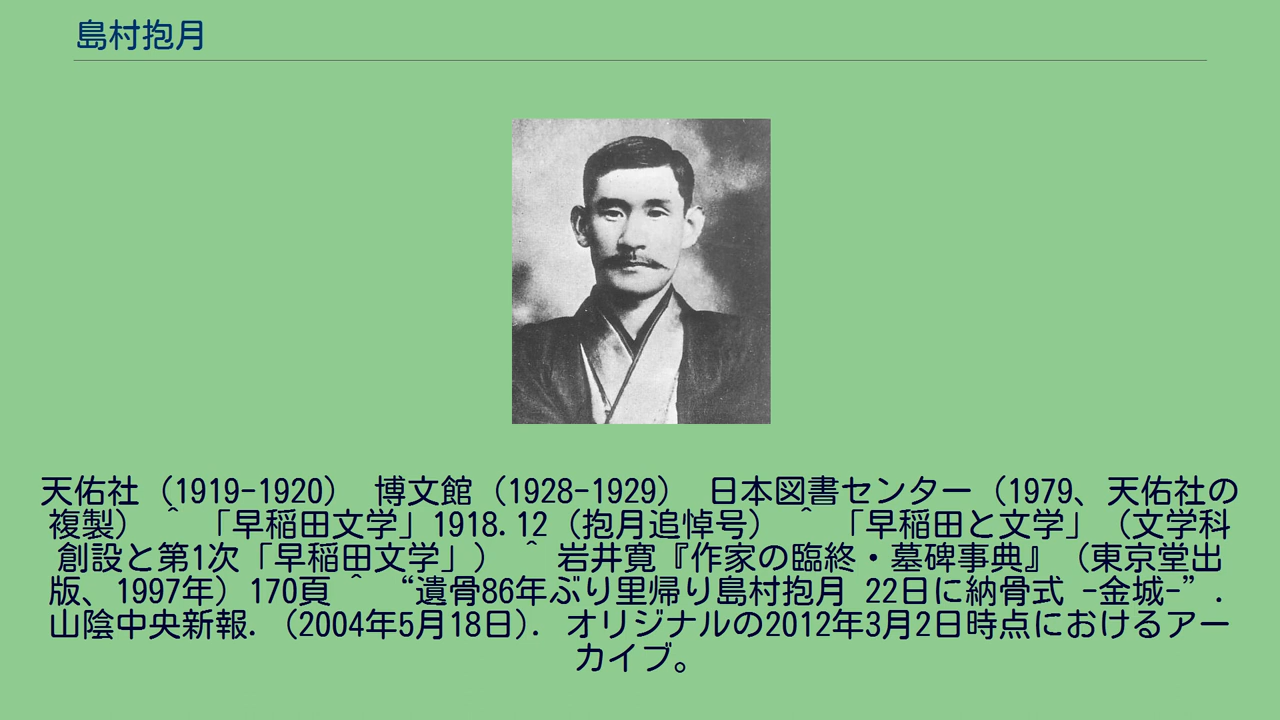 島村抱月
天佑社（1919-1920） 博文館（1928-1929） 日本図書センター（1979、天佑社の
複製） ^ 「早稲田文学」1918.12（抱月追悼号） ^ 「早稲田と文学」（文学科
創設と第1次「早稲田文学」） ^ 岩井寛『作家の臨終・墓碑事典』（東京堂出
版、1997年）170頁 ^ “遺骨86年ぶり里帰り島村抱月 22日に納骨式 -金城-”.
山陰中央新報. （2004年5月18日). オリジナルの2012年3月2日時点におけるアー
カイブ。